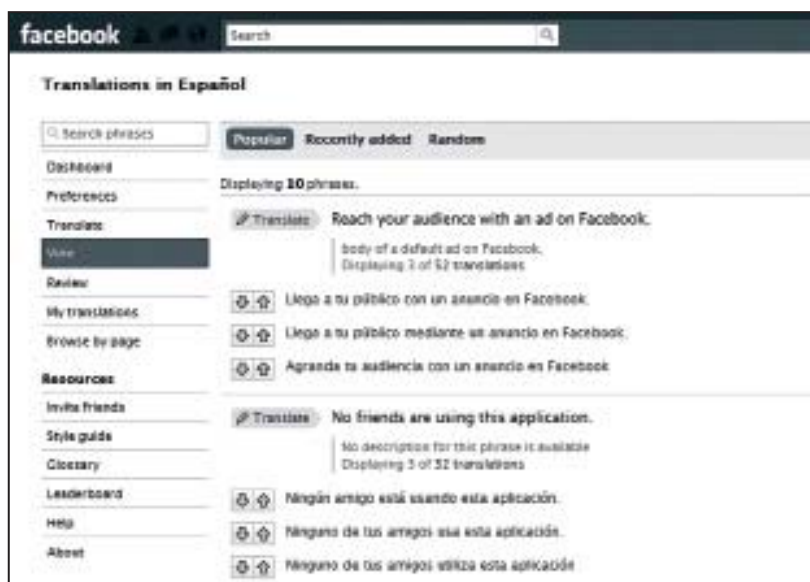 facebook
Search
Translations in Español
Search phrases
Popular Recently added Random
Dashboard
Displaying 10 phrases.
Preferences
Translate
Translate Reach your audience with an ad on Facebook.
View
body of a default ad on Facebook.
Displaying 3 of 52 translations
Review
Llega a tu público con un anuncio en Facebook.
My translations
Llega a tu público mediante un anuncio en Facebook.
Browse by page
Agranda tu audiencia con un anuncio en Facebook
Resources
Invite Friends
Translate No friends are using this application.
Style guide
No description for this phrase is available
Displaying 3 of 32 translations
Glossary
Leaderboard
Ningún amigo está usando esta aplicación.
Help
Ninguno de tus amigos usa esta aplicación.
About
Ninguno de tus amigos utiliza esta aplicación